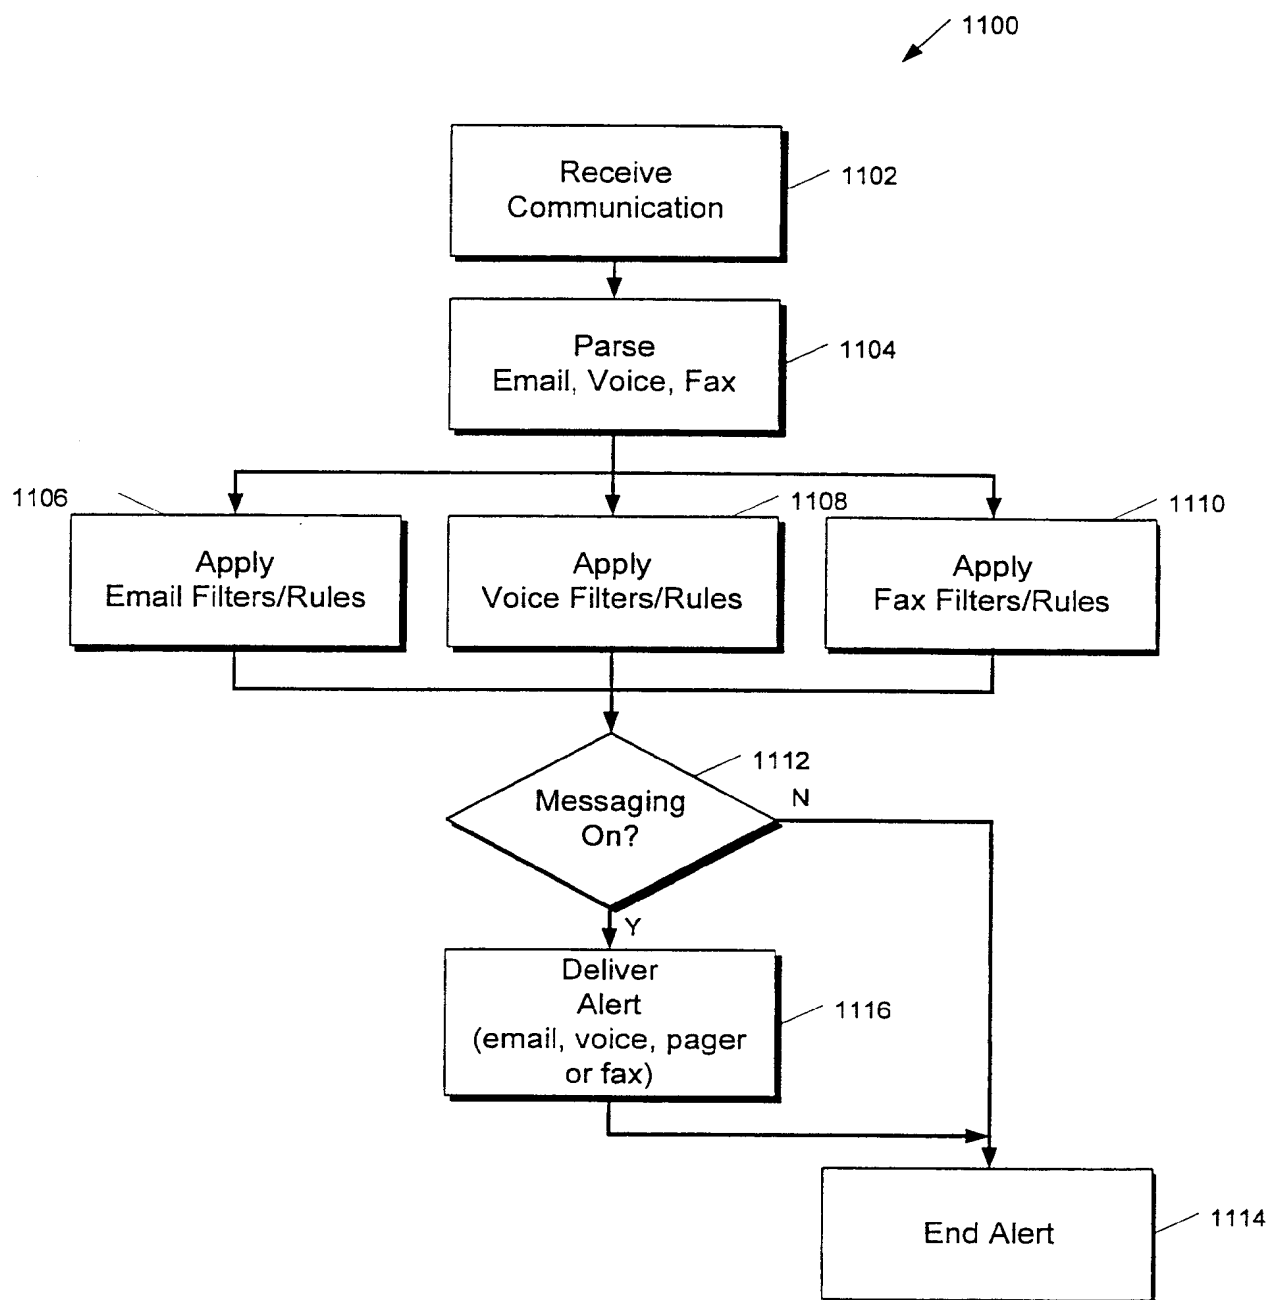 1100
Receive
Communication
1102
Parse
Email, Voice, Fax
1104
1106
Apply
Email Filters/Rules
1108
Apply
Voice Filters/Rules
1110
Apply
Fax Filters/Rules
1112
Messaging
On?
N
Y
Deliver
Alert
(email, voice, pager
or fax)
1116
End Alert
1114